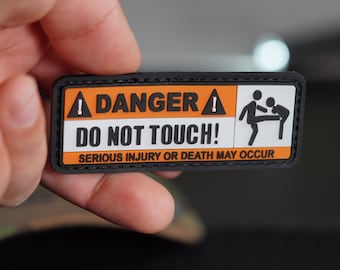 DANGER
DO NOT TOUCH!
SERIOUS INJURY OR DEATH MAY OCCUR